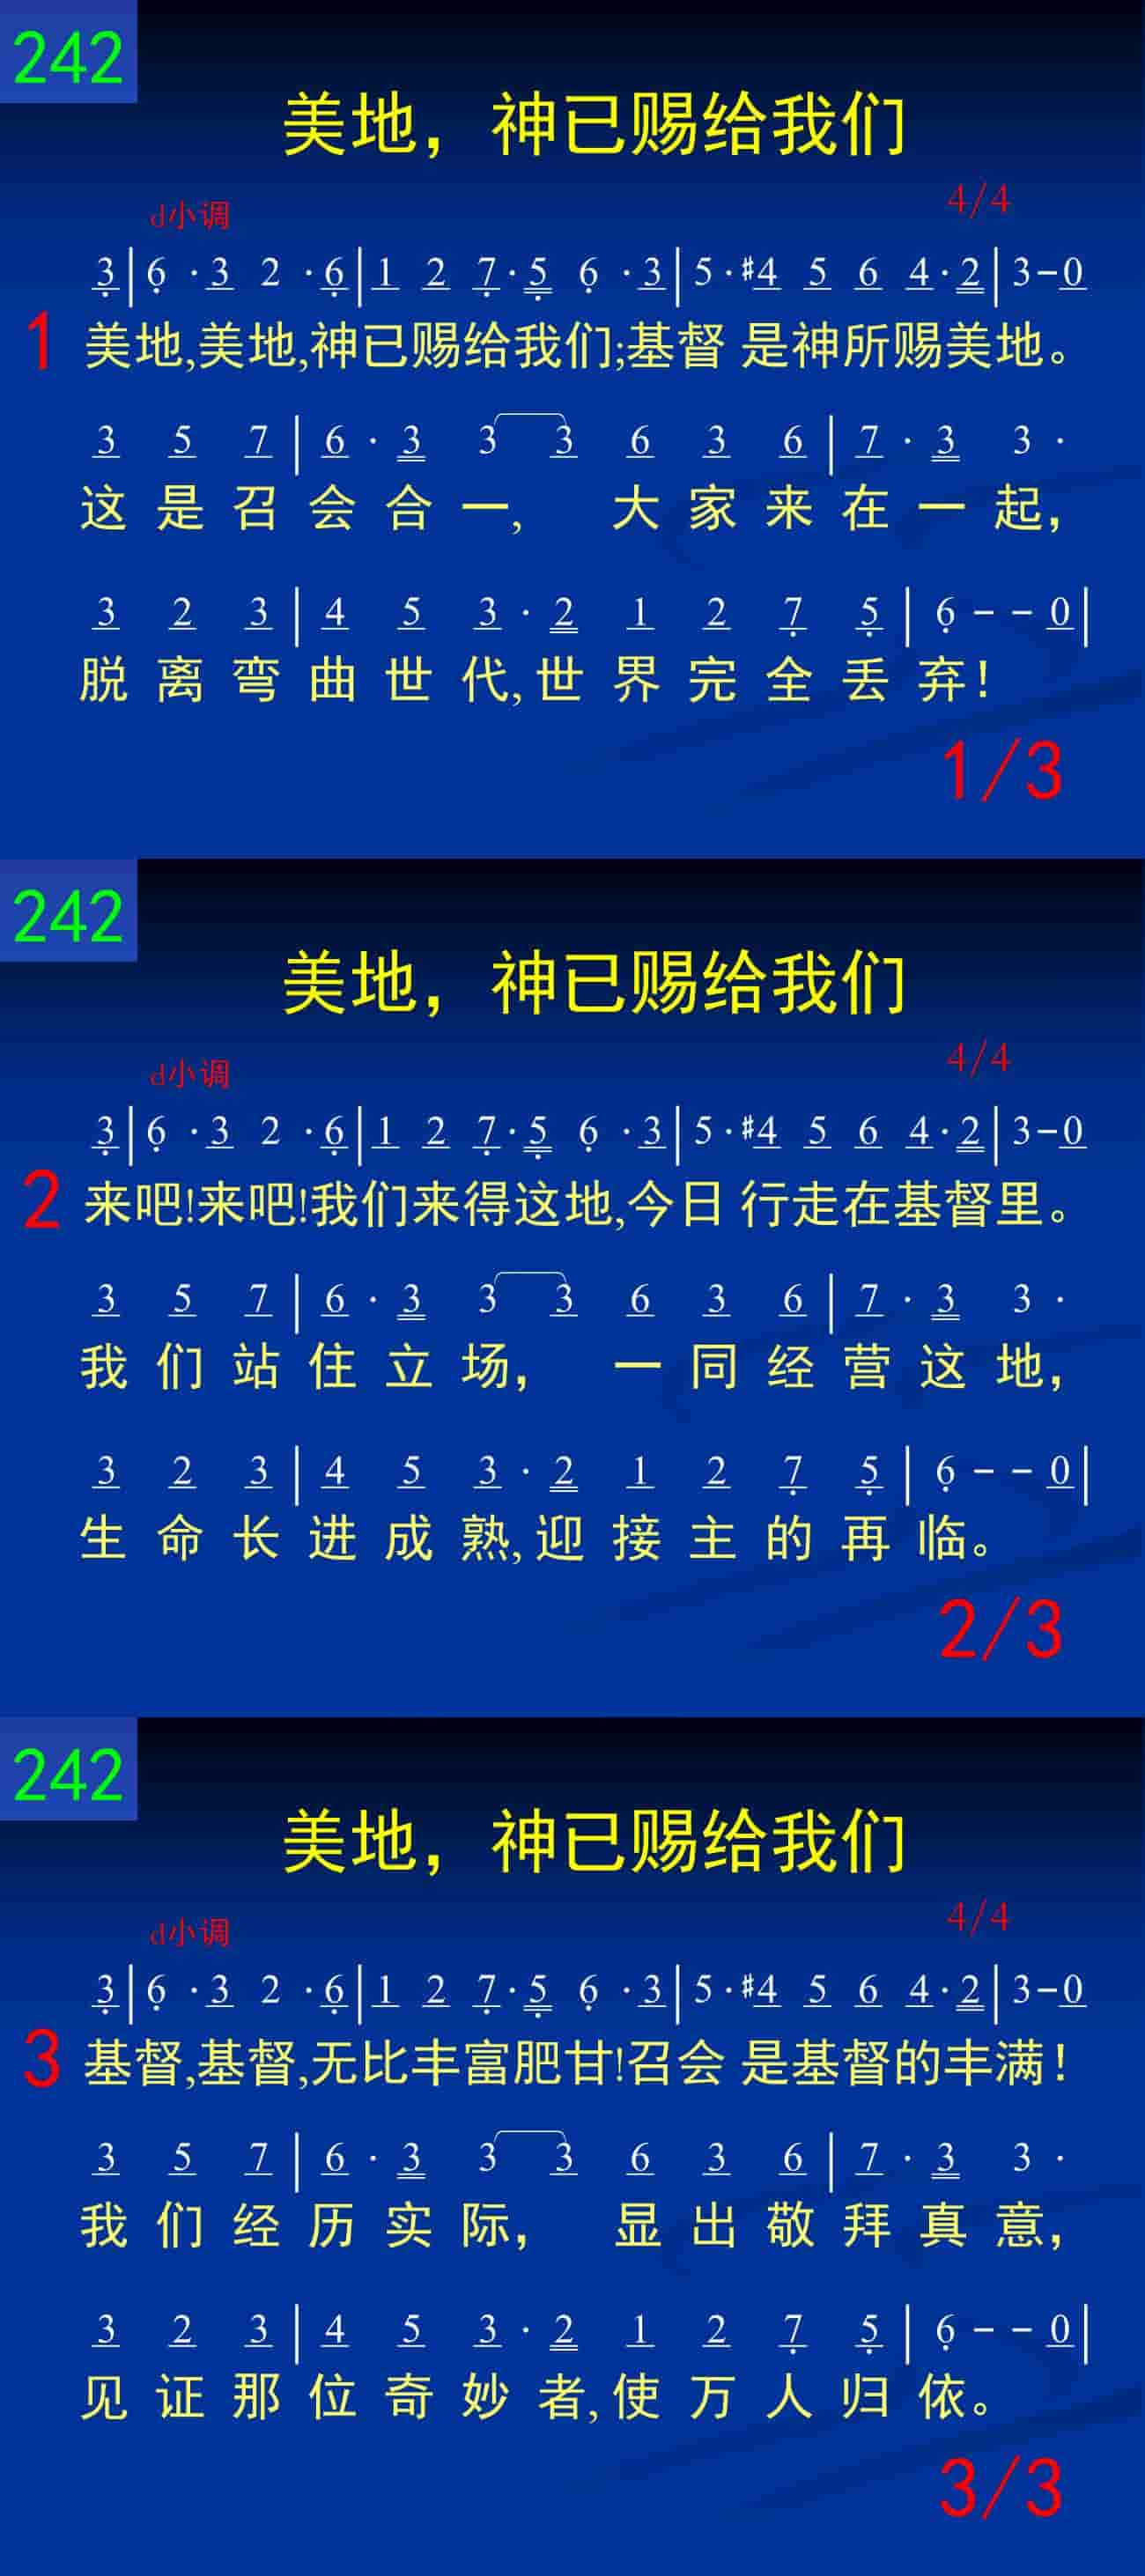 242
美地，神已赐给我们
d小调 4/4
3|6·3 2·6|1 2 7·5 6·3|5·#4 5 6 4·2|3-0
1 美地,美地,神已赐给我们;基督 是神所赐美地。
3 5 7|6·3 3 3 6 3 6|7·3 3·
这是召会合一, 大家来在一起,
3 2 3|4 5 3·2 1 2 7 5|6--0|
脱离弯曲世代,世界完全丢弃!
1/3
242
美地，神已赐给我们
d小调 4/4
3|6·3 2·6|1 2 7·5 6·3|5·#4 5 6 4·2|3-0
2 来吧!来吧!我们来得这地,今日 行走在基督里。
3 5 7|6·3 3 3 6 3 6|7·3 3·
我们站住立场, 一同经营这地,
3 2 3|4 5 3·2 1 2 7 5|6--0|
生命长进成熟,迎接主的再临。
2/3
242
美地，神已赐给我们
d小调 4/4
3|6·3 2·6|1 2 7·5 6·3|5·#4 5 6 4·2|3-0
3 基督,基督,无比丰富肥甘!召会 是基督的丰满!
3 5 7|6·3 3 3 6 3 6|7·3 3·
我们经历实际, 显出敬拜真意,
3 2 3|4 5 3·2 1 2 7 5|6--0|
见证那位奇妙者,使万人归依。
3/3